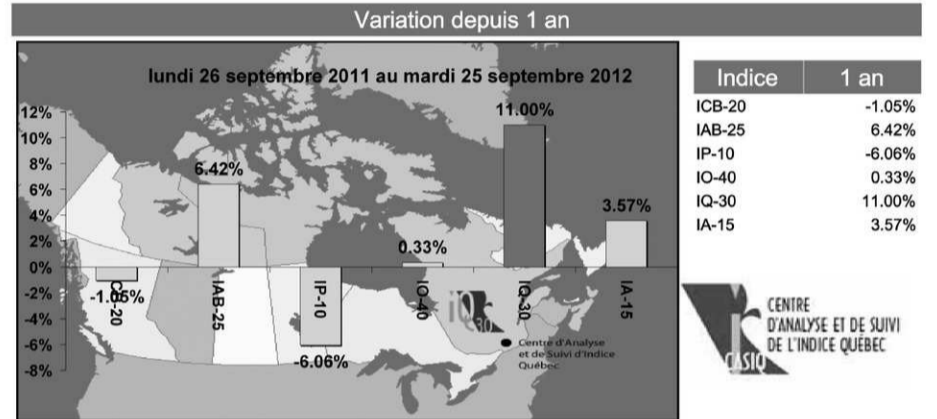 Variation depuis 1 an
lundi 26 septembre 2011 au mardi 25 septembre 2012
12%
10%
8%
6%
4%
2%
0%
-2%
-4%
-6%
-8%
-1.05%
6.42%
-6.06%
0.33%
11.00%
3.57%
ICB-20
IAB-25
IP-10
IO-40
IQ-30
IA-15
iQ30
Centre d'Analyse
et de Suivi d'Indice
Québec
Indice 1 an
ICB-20 -1.05%
IAB-25 6.42%
IP-10 -6.06%
IO-40 0.33%
IQ-30 11.00%
IA-15 3.57%
CASIQ
CENTRE
D'ANALYSE ET DE SUIVI
DE L'INDICE QUÉBEC